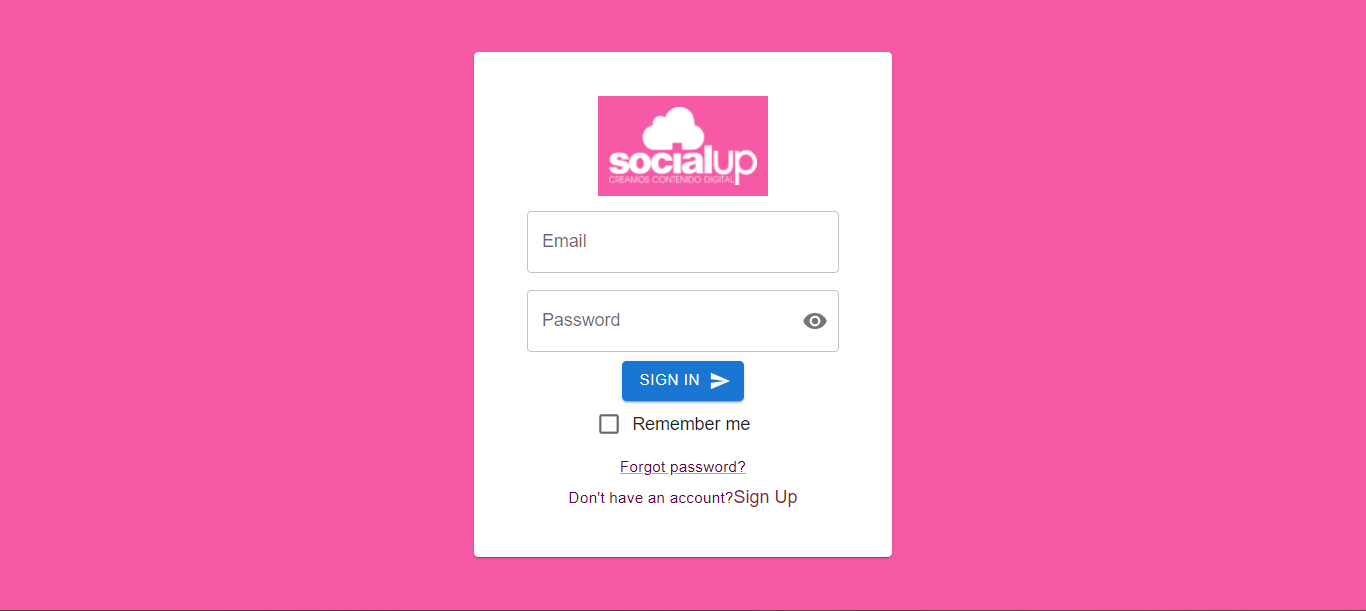 socialup
CREAMOS CONTENIDO DIGITAL
Email
Password
SIGN IN
Remember me
Forgot password?
Don't have an account?Sign Up